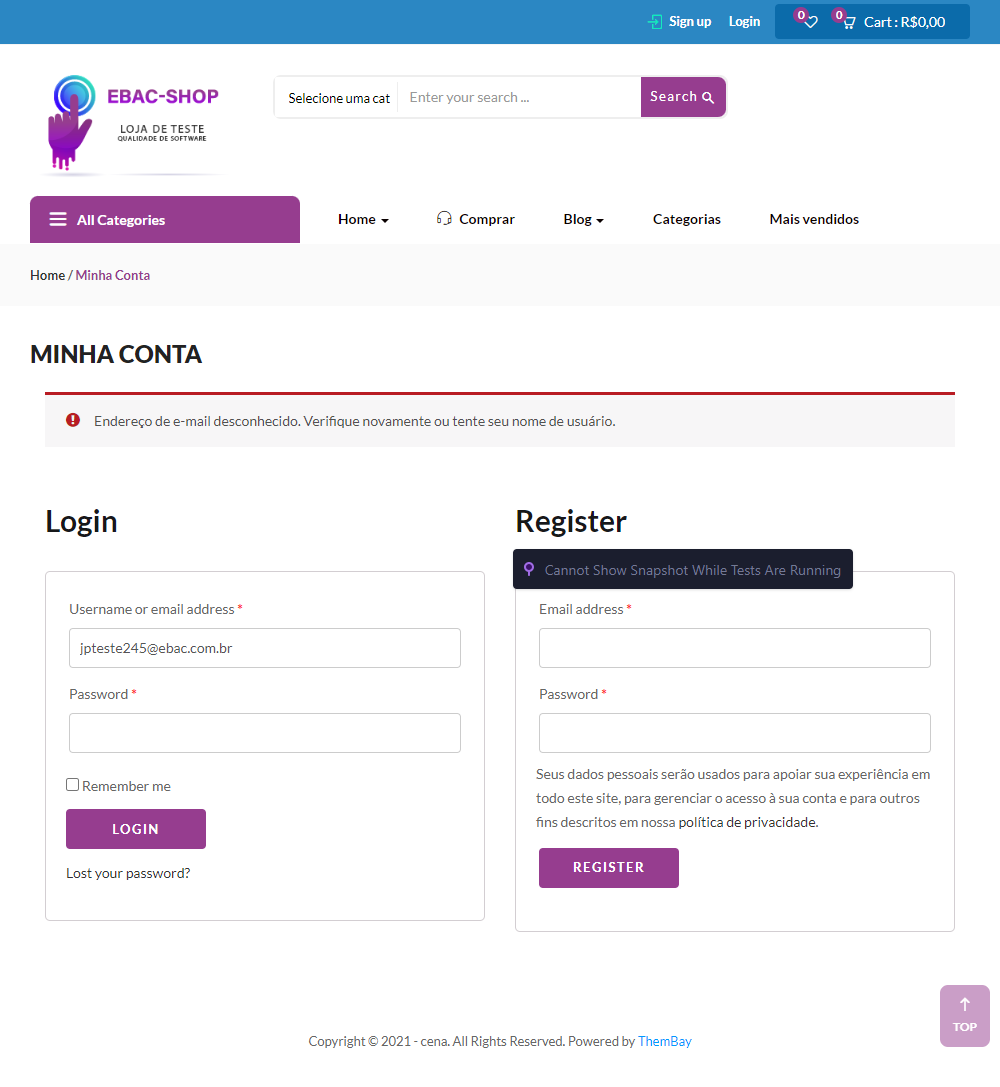 Sign up Login 0 0 Cart : R$0,00
EBAC-SHOP
LOJA DE TESTE
QUALIDADE DE SOFTWARE
Selecione uma cat Enter your search ... Search
All Categories Home Comprar Blog Categorias Mais vendidos
Home / Minha Conta
MINHA CONTA
Endereço de e-mail desconhecido. Verifique novamente ou tente seu nome de usuário.
Login
Username or email address *
jpteste245@ebac.com.br
Password *
Remember me
LOGIN
Lost your password?
Register
Cannot Show Snapshot While Tests Are Running
Email address *
Password *
Seus dados pessoais serão usados para apoiar sua experiência em
todo este site, para gerenciar o acesso à sua conta e para outros
fins descritos em nossa política de privacidade.
REGISTER
TOP
Copyright © 2021 - cena. All Rights Reserved. Powered by ThemBay